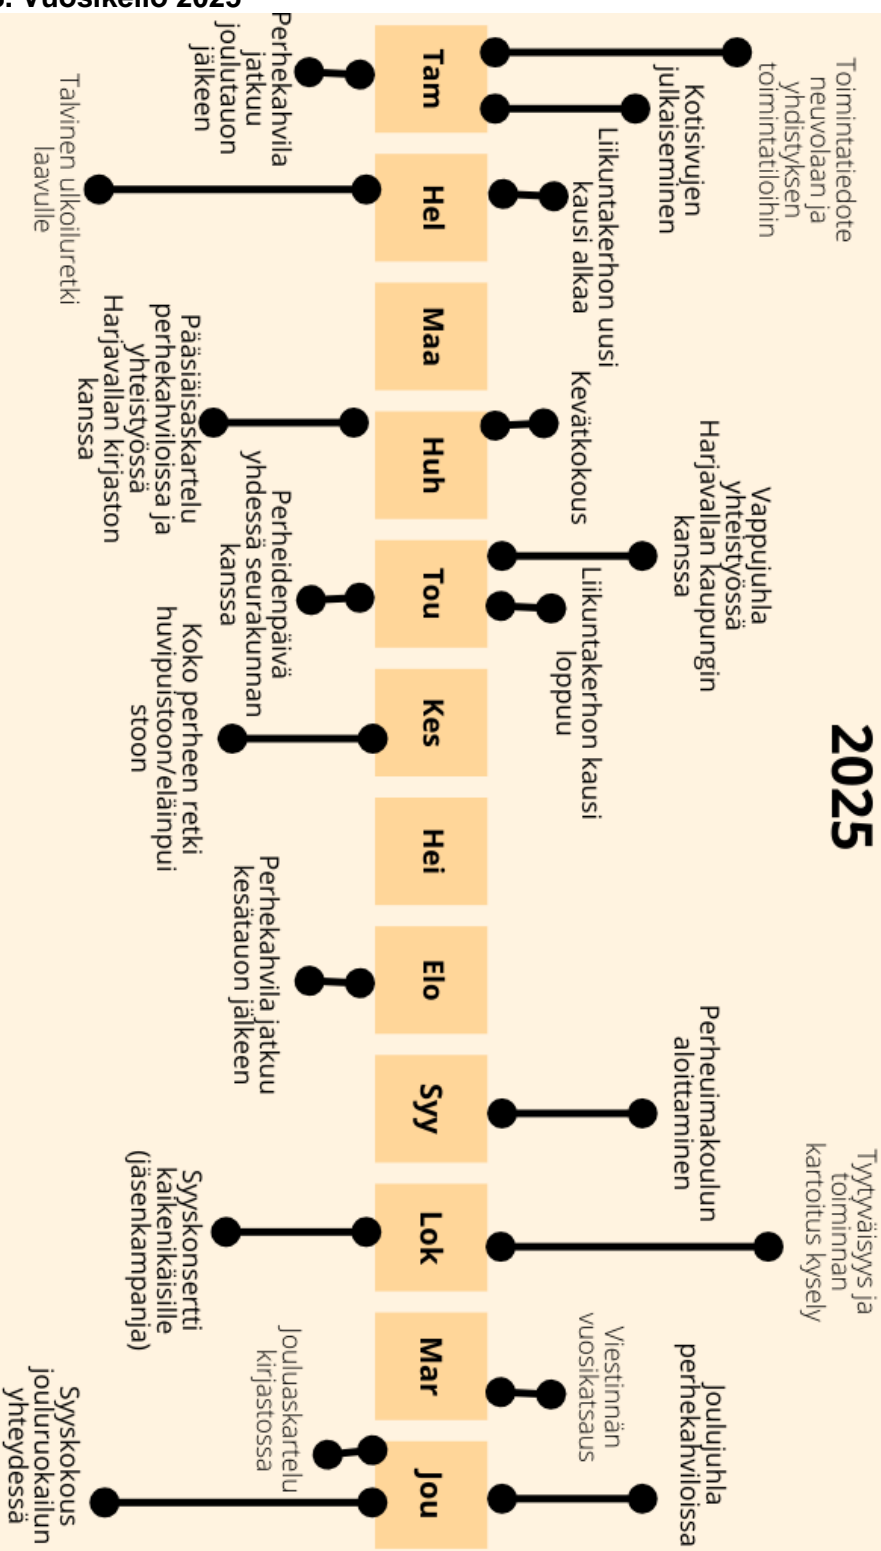 3. Vuosikello 2025
2025
Toimintatiedote
neuvolaan ja
yhdistyksen
toimintatiloihin
Kotisivujen
julkaiseminen
Liikuntakerhon uusi
kausi alkaa
Kevätkokous
Vappujuhla
yhteistyössä
Harjavallan kaupungin
kanssa
Liikuntakerhon kausi
loppuu
Perheuimakoulun
aloittaminen
Tyytyväisyys ja
toiminnan
kartoitus kysely
Viestinnän
vuosikatsaus
Joulujuhla
perhekahviloissa
Tam
Hel
Maa
Huh
Tou
Kes
Hei
Elo
Syy
Lok
Mar
Jou
Perhekahvila
jatkuu
joulutauon
jälkeen
Talvinen ulkoiluretki
laavulle
Pääsiäisaskartelu
perhekahviloissa ja
yhteistyössä
Harjavallan kirjaston
kanssa
Perheidenpäivä
yhdessä seurakunnan
kanssa
Koko perheen retki
huvipuistoon/eläinpui
stoon
Perhekahvila jatkuu
kesätauon jälkeen
Syyskonsertti
kaikenikäisille
(jäsenkampanja)
Jouluaskartelu
kirjastossa
Syyskokous
jouluruokailun
yhteydessä